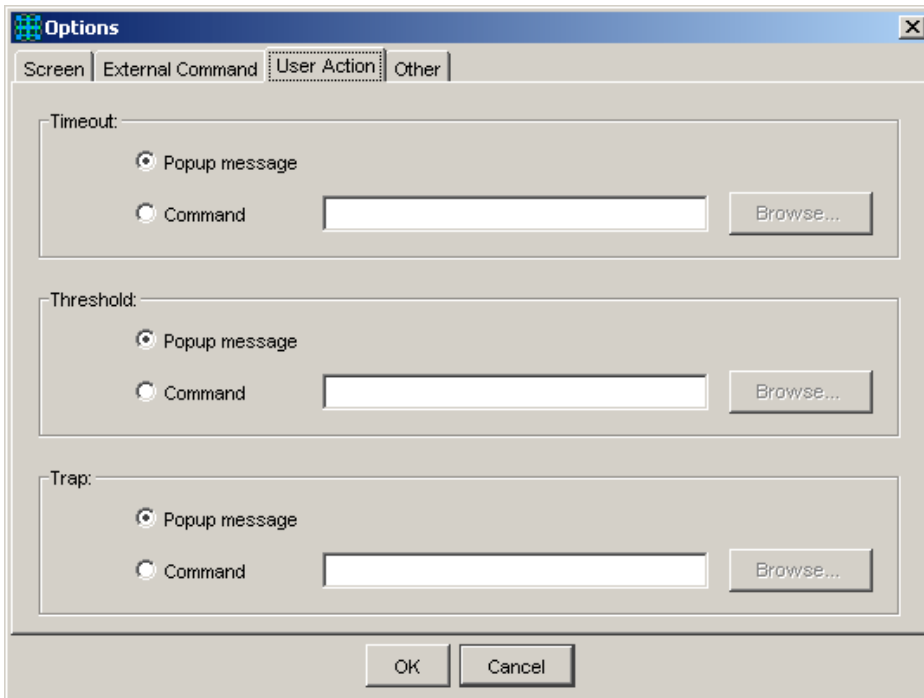 Options
Screen External Command User Action Other
Timeout:
Popup message
Command Browse...
Threshold:
Popup message
Command Browse...
Trap:
Popup message
Command Browse...
OK Cancel